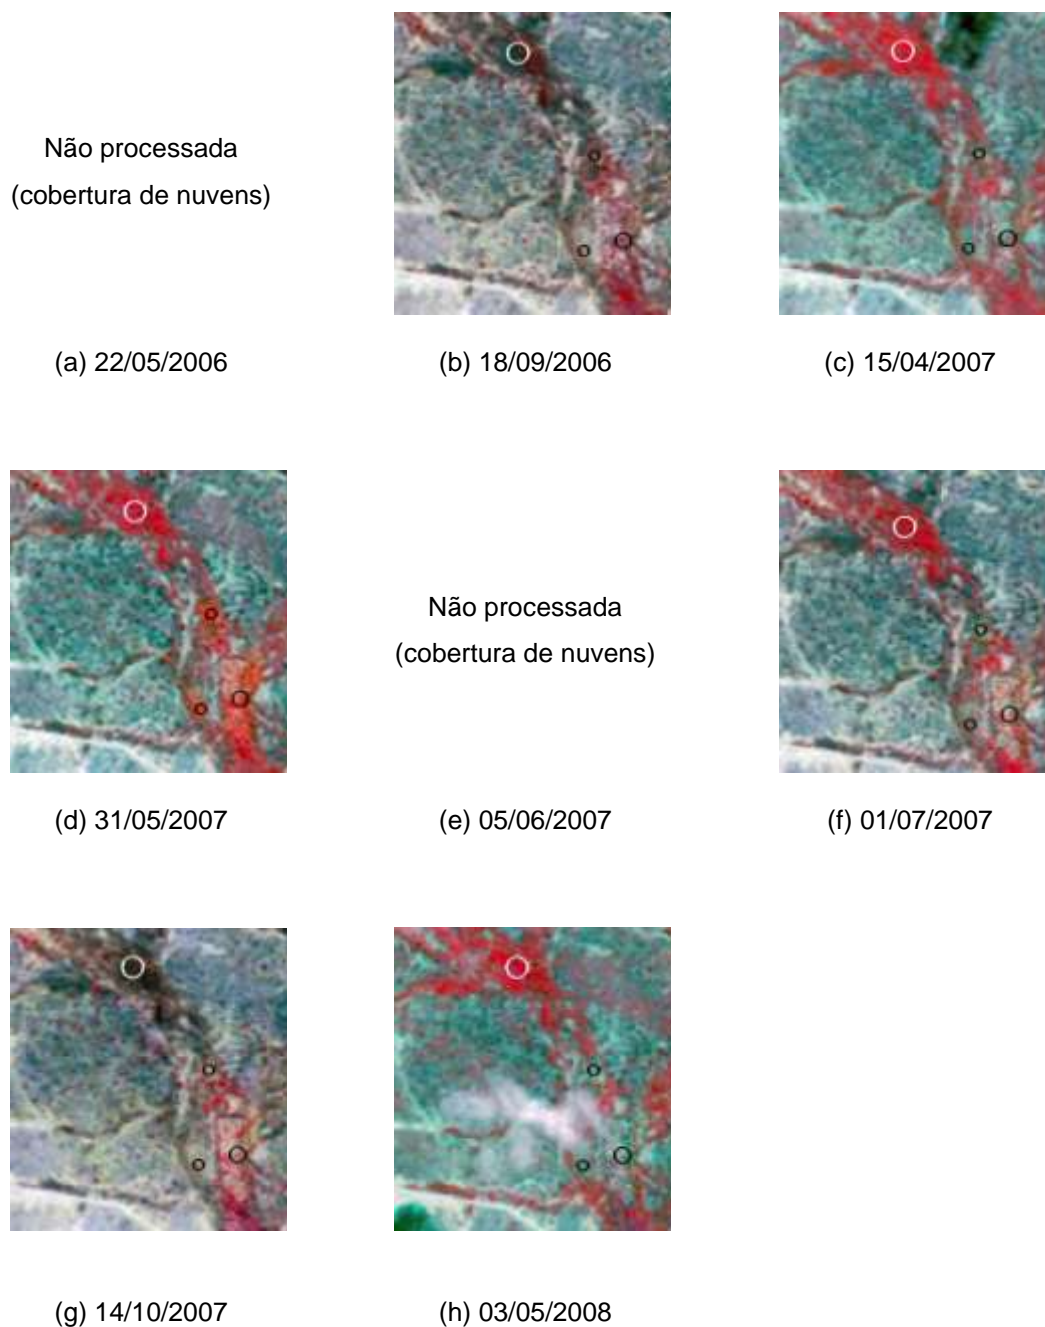 Não processada
(cobertura de nuvens)
(a) 22/05/2006
(b) 18/09/2006
(c) 15/04/2007
Não processada
(cobertura de nuvens)
(d) 31/05/2007
(e) 05/06/2007
(f) 01/07/2007
(g) 14/10/2007
(h) 03/05/2008